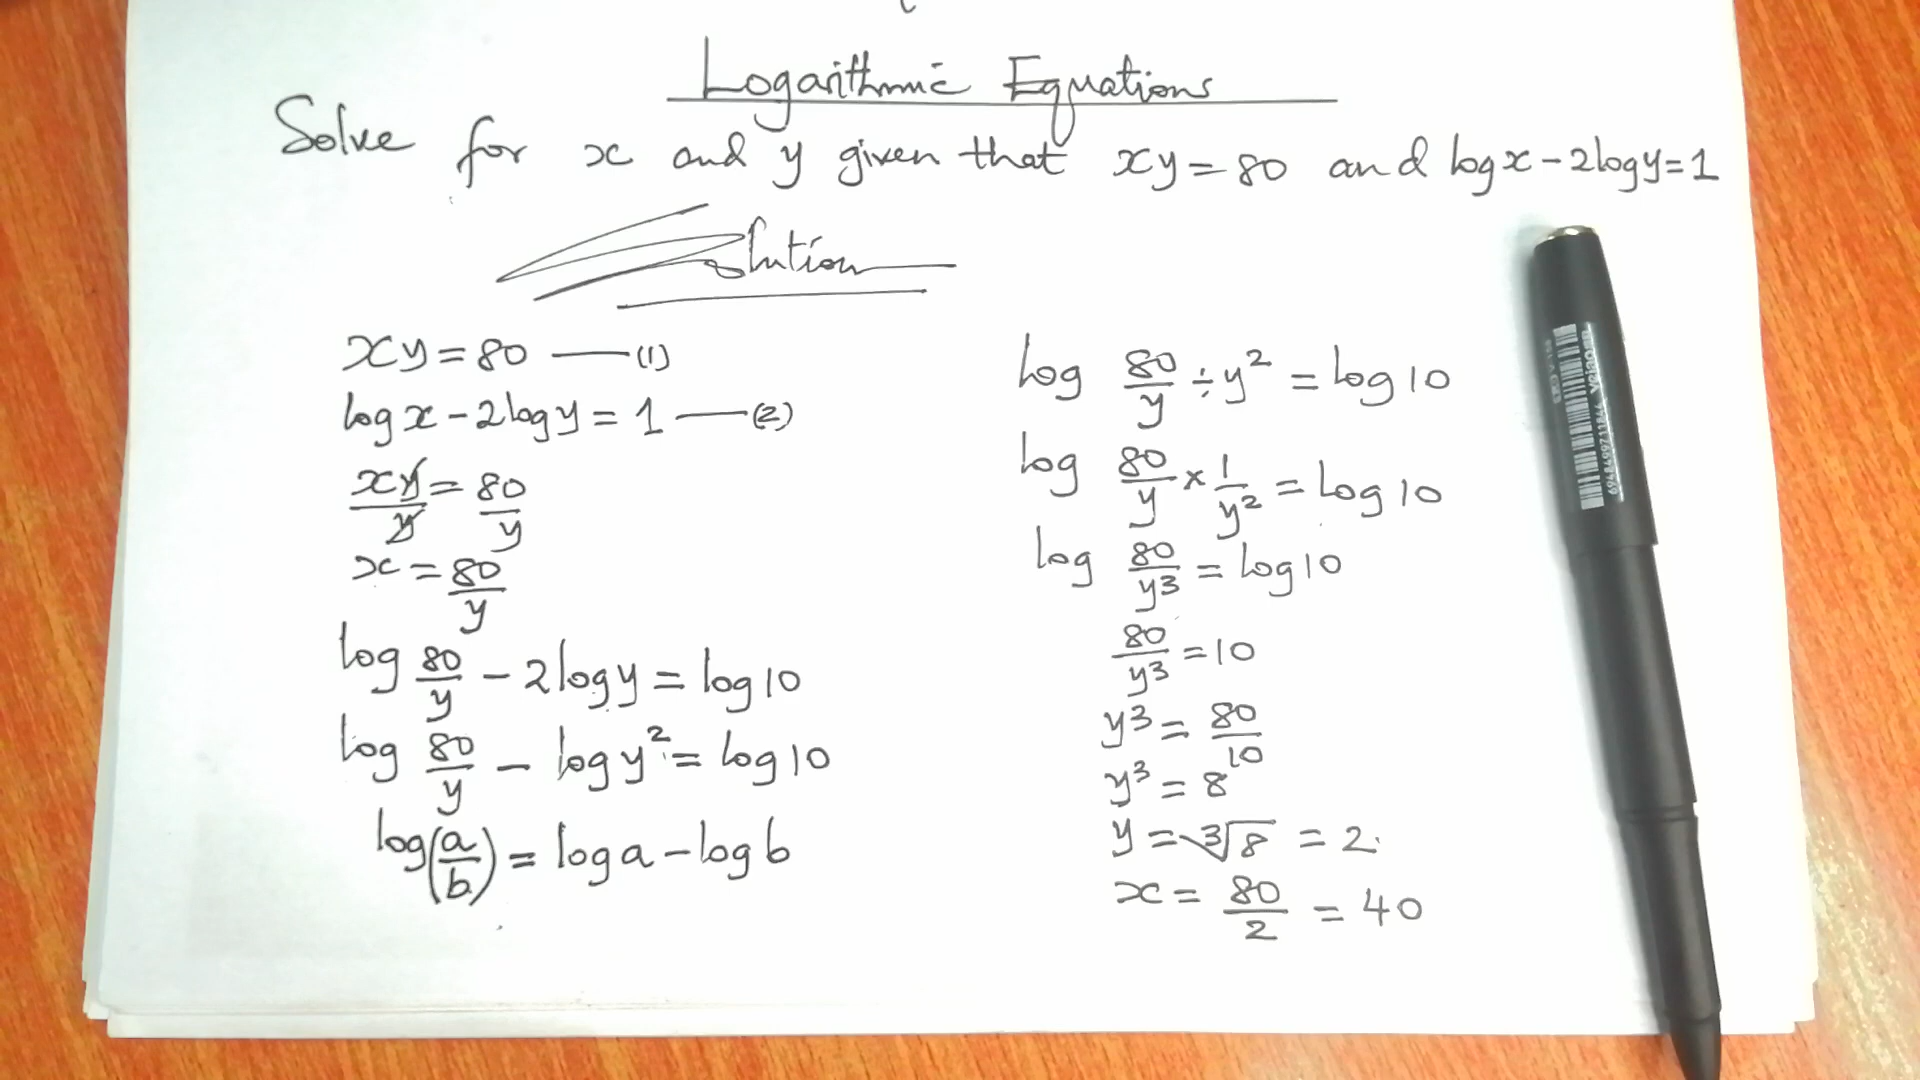 Logarithmic Equations
Solve for x and y given that xy = 80 and log x - 2log y = 1
Solution
xy = 80 —— (1)
log x - 2log y = 1 —— (2)
xy/y = 80/y
x = 80/y
log 80/y - 2log y = log 10
log 80/y - log y² = log 10
log(a/b) = log a - log b
log 80/y ÷ y² = log 10
log 80/y × 1/y² = log 10
log 80/y³ = log 10
80/y³ = 10
y³ = 80/10
y³ = 8
y = ³√8 = 2.
x = 80/2 = 40